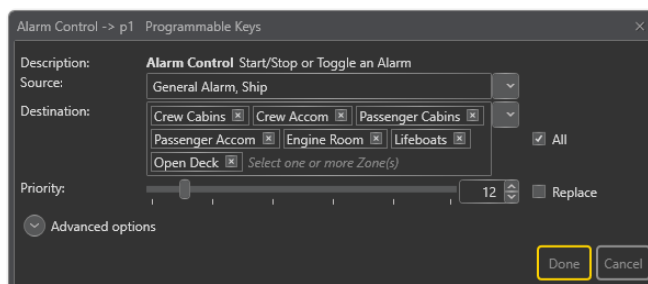 Alarm Control -> p1 Programmable Keys
Description: Alarm Control Start/Stop or Toggle an Alarm
Source: General Alarm, Ship
Destination: Crew Cabins Crew Accom Passenger Cabins
Passenger Accom Engine Room Lifeboats All
Open Deck Select one or more Zone(s)
Priority: 12 Replace
Advanced options
Done Cancel